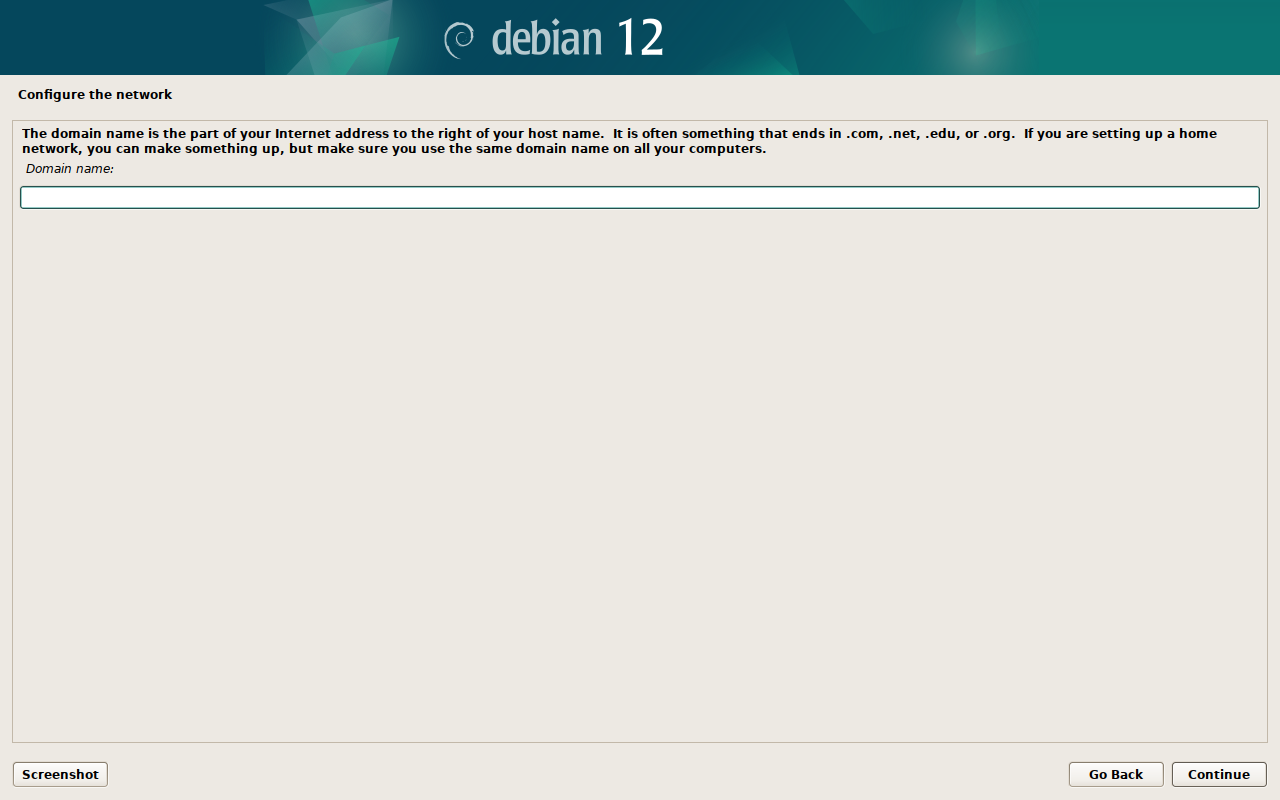 debian 12
Configure the network
The domain name is the part of your Internet address to the right of your host name.  It is often something that ends in .com, .net, .edu, or .org.  If you are setting up a home
network, you can make something up, but make sure you use the same domain name on all your computers.
Domain name:
Screenshot
Go Back
Continue